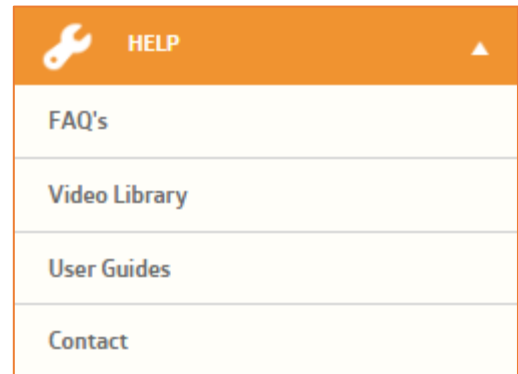 HELP
FAQ's
Video Library
User Guides
Contact